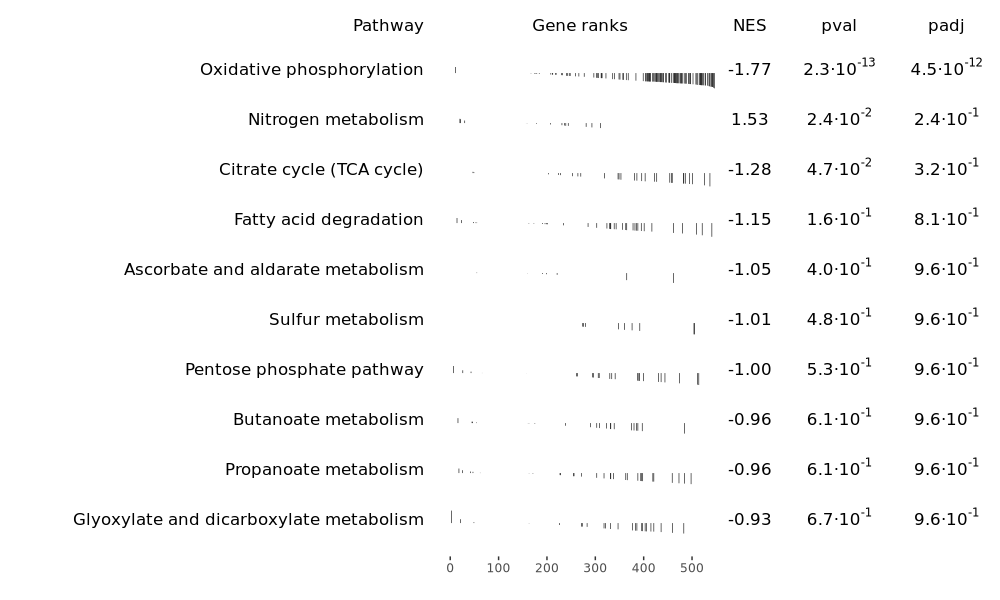 Pathway Gene ranks NES pval padj
Oxidative phosphorylation -1.77 2.3·10⁻¹³ 4.5·10⁻¹²
Nitrogen metabolism 1.53 2.4·10⁻² 2.4·10⁻¹
Citrate cycle (TCA cycle) -1.28 4.7·10⁻² 3.2·10⁻¹
Fatty acid degradation -1.15 1.6·10⁻¹ 8.1·10⁻¹
Ascorbate and aldarate metabolism -1.05 4.0·10⁻¹ 9.6·10⁻¹
Sulfur metabolism -1.01 4.8·10⁻¹ 9.6·10⁻¹
Pentose phosphate pathway -1.00 5.3·10⁻¹ 9.6·10⁻¹
Butanoate metabolism -0.96 6.1·10⁻¹ 9.6·10⁻¹
Propanoate metabolism -0.96 6.1·10⁻¹ 9.6·10⁻¹
Glyoxylate and dicarboxylate metabolism -0.93 6.7·10⁻¹ 9.6·10⁻¹
0 100 200 300 400 500